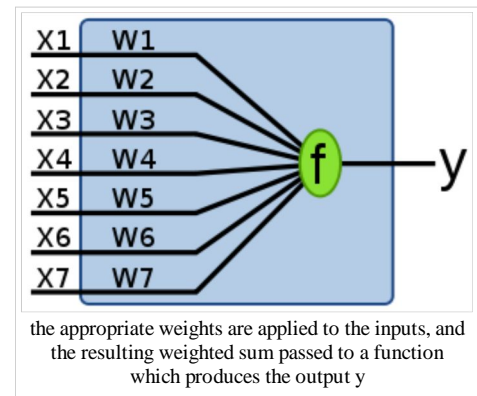 X1 W1
X2 W2
X3 W3
X4 W4
X5 W5
X6 W6
X7 W7
f
y
the appropriate weights are applied to the inputs, and
the resulting weighted sum passed to a function
which produces the output y